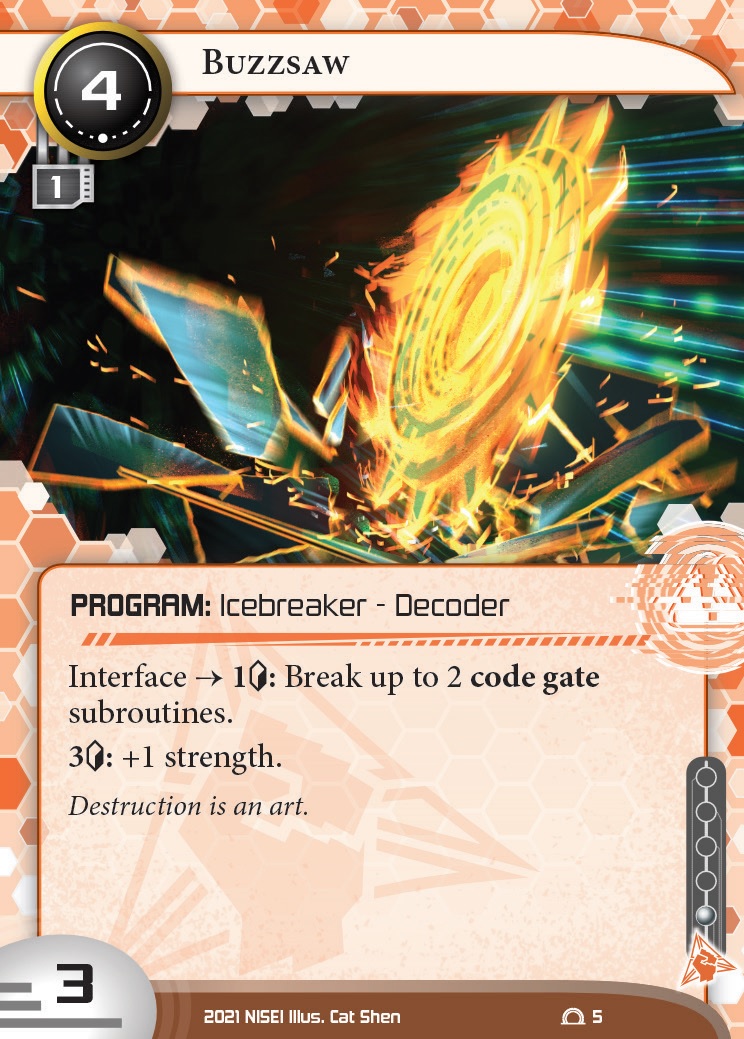 4
Buzzsaw
1
PROGRAM: Icebreaker - Decoder
Interface → 1: Break up to 2 code gate
subroutines.
3: +1 strength.
Destruction is an art.
3
2021 NISEI Illus. Cat Shen
5